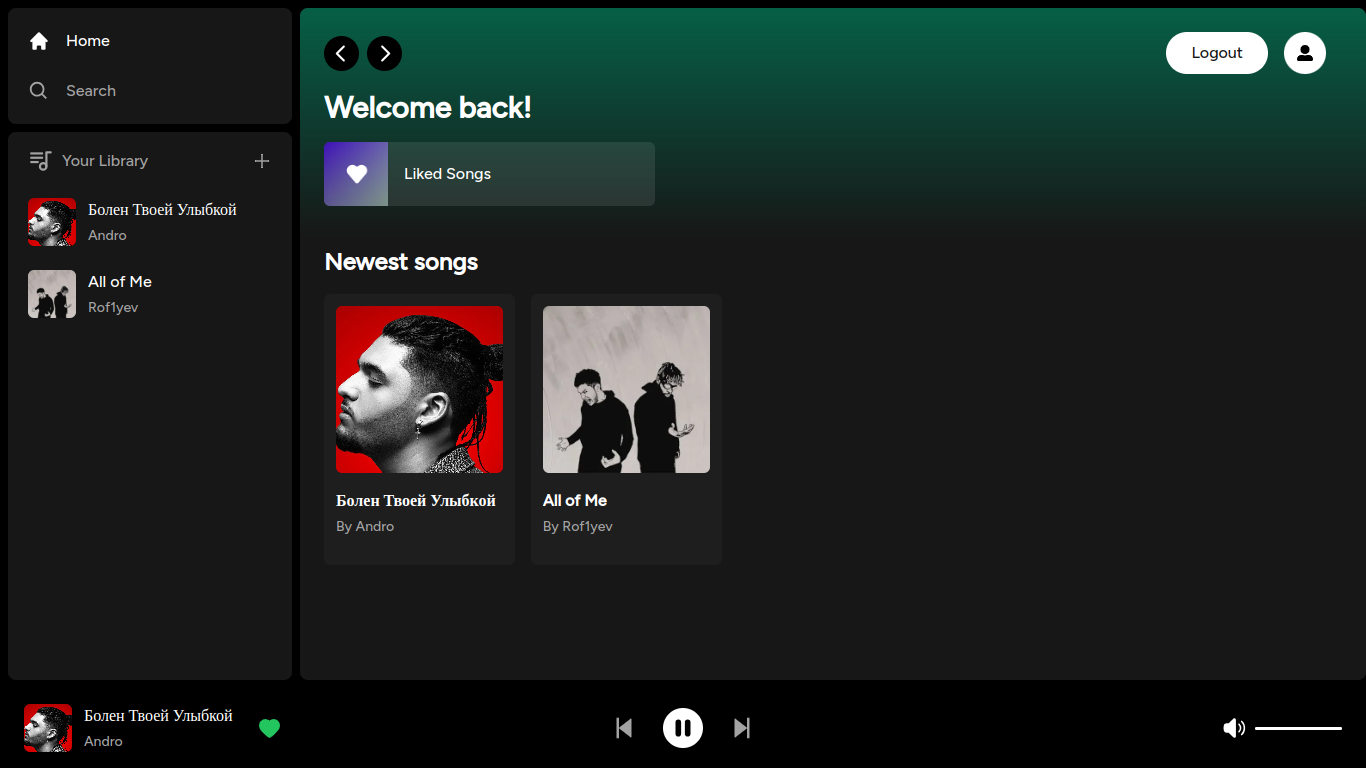 Home
Search
Your Library
Болен Твоей Улыбкой
Andro
All of Me
Rof1yev
Logout
Welcome back!
Liked Songs
Newest songs
Болен Твоей Улыбкой
By Andro
All of Me
By Rof1yev
Болен Твоей Улыбкой
Andro